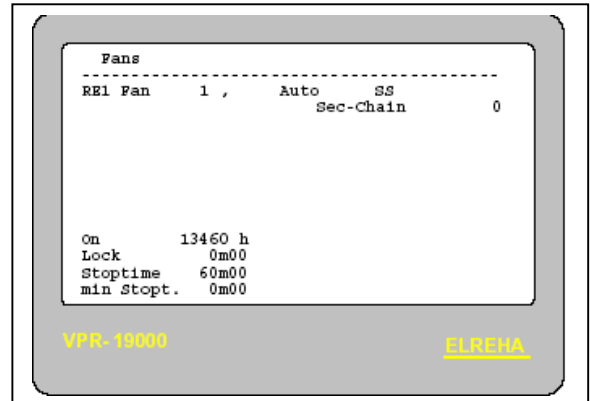 Fans
------------------------------------------------
RE1 Fan 1 , Auto SS
Sec-Chain 0
On 13460 h
Lock 0m00
Stoptime 60m00
min Stopt. 0m00
VPR-19000
ELREHA